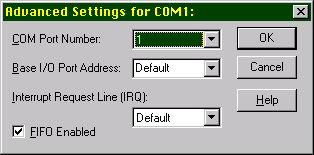 Advanced Settings for COM1:
COM Port Number: 1 OK
Base I/O Port Address: Default Cancel
Interrupt Request Line (IRQ): Help
Default
FIFO Enabled